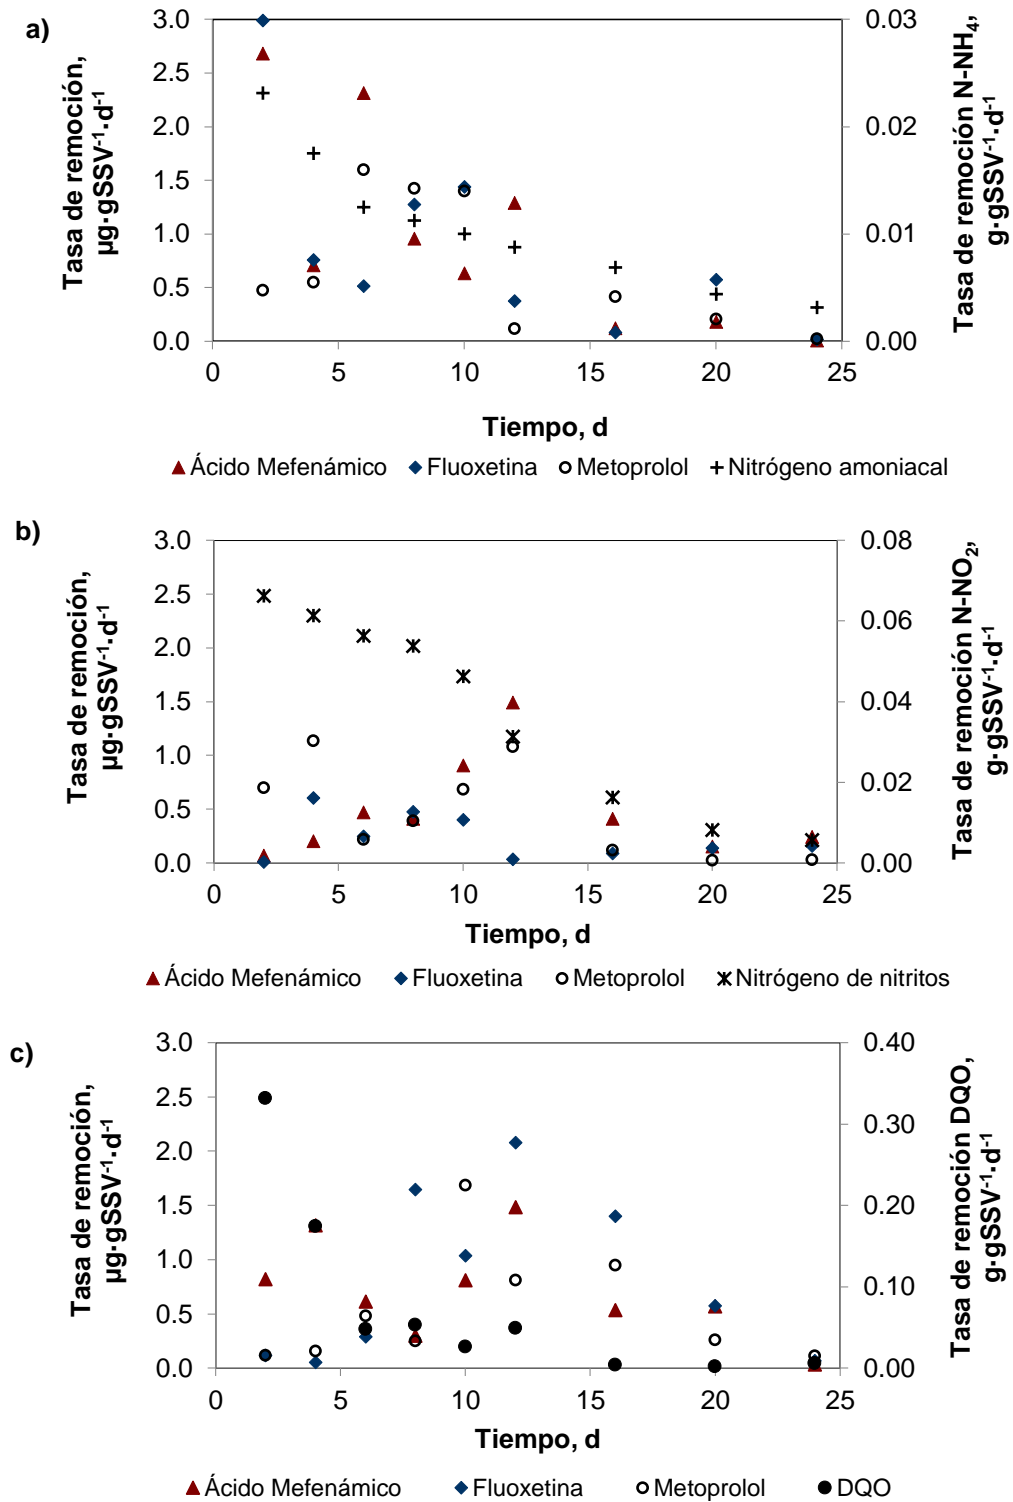 a)
Tasa de remoción,
µg·gSSV⁻¹·d⁻¹
3.0
2.5
2.0
1.5
1.0
0.5
0.0
0.03
0.02
0.01
0.00
Tasa de remoción N-NH₄,
g·gSSV⁻¹·d⁻¹
0 5 10 15 20 25
Tiempo, d
Ácido Mefenámico Fluoxetina Metoprolol Nitrógeno amoniacal
b)
Tasa de remoción,
µg·gSSV⁻¹·d⁻¹
3.0
2.5
2.0
1.5
1.0
0.5
0.0
0.08
0.06
0.04
0.02
0.00
Tasa de remoción N-NO₂,
g·gSSV⁻¹·d⁻¹
0 5 10 15 20 25
Tiempo, d
Ácido Mefenámico Fluoxetina Metoprolol Nitrógeno de nitritos
c)
Tasa de remoción,
µg·gSSV⁻¹·d⁻¹
3.0
2.5
2.0
1.5
1.0
0.5
0.0
0.40
0.30
0.20
0.10
0.00
Tasa de remoción DQO,
g·gSSV⁻¹·d⁻¹
0 5 10 15 20 25
Tiempo, d
Ácido Mefenámico Fluoxetina Metoprolol DQO